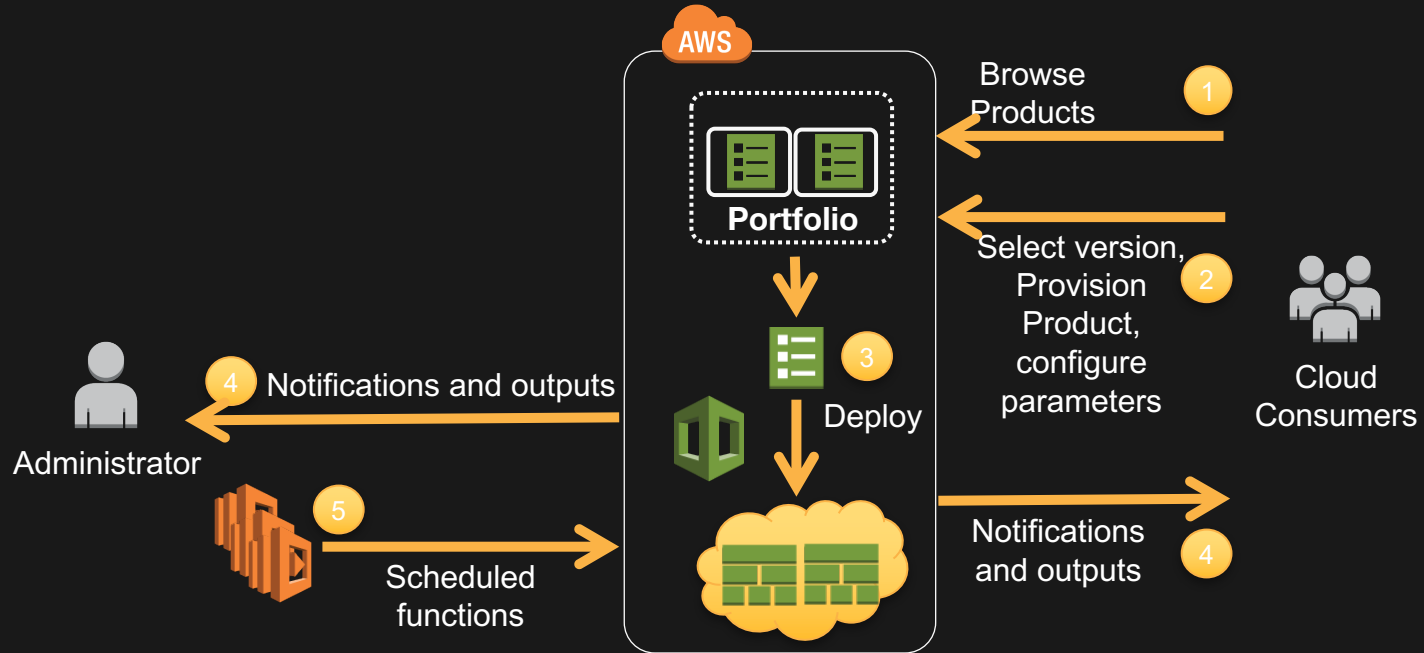 AWS
Browse
Products
1
Portfolio
Select version,
Provision
Product,
configure
parameters
2
3
Deploy
Cloud
Consumers
4
Notifications and outputs
Administrator
5
Scheduled
functions
Notifications
and outputs
4